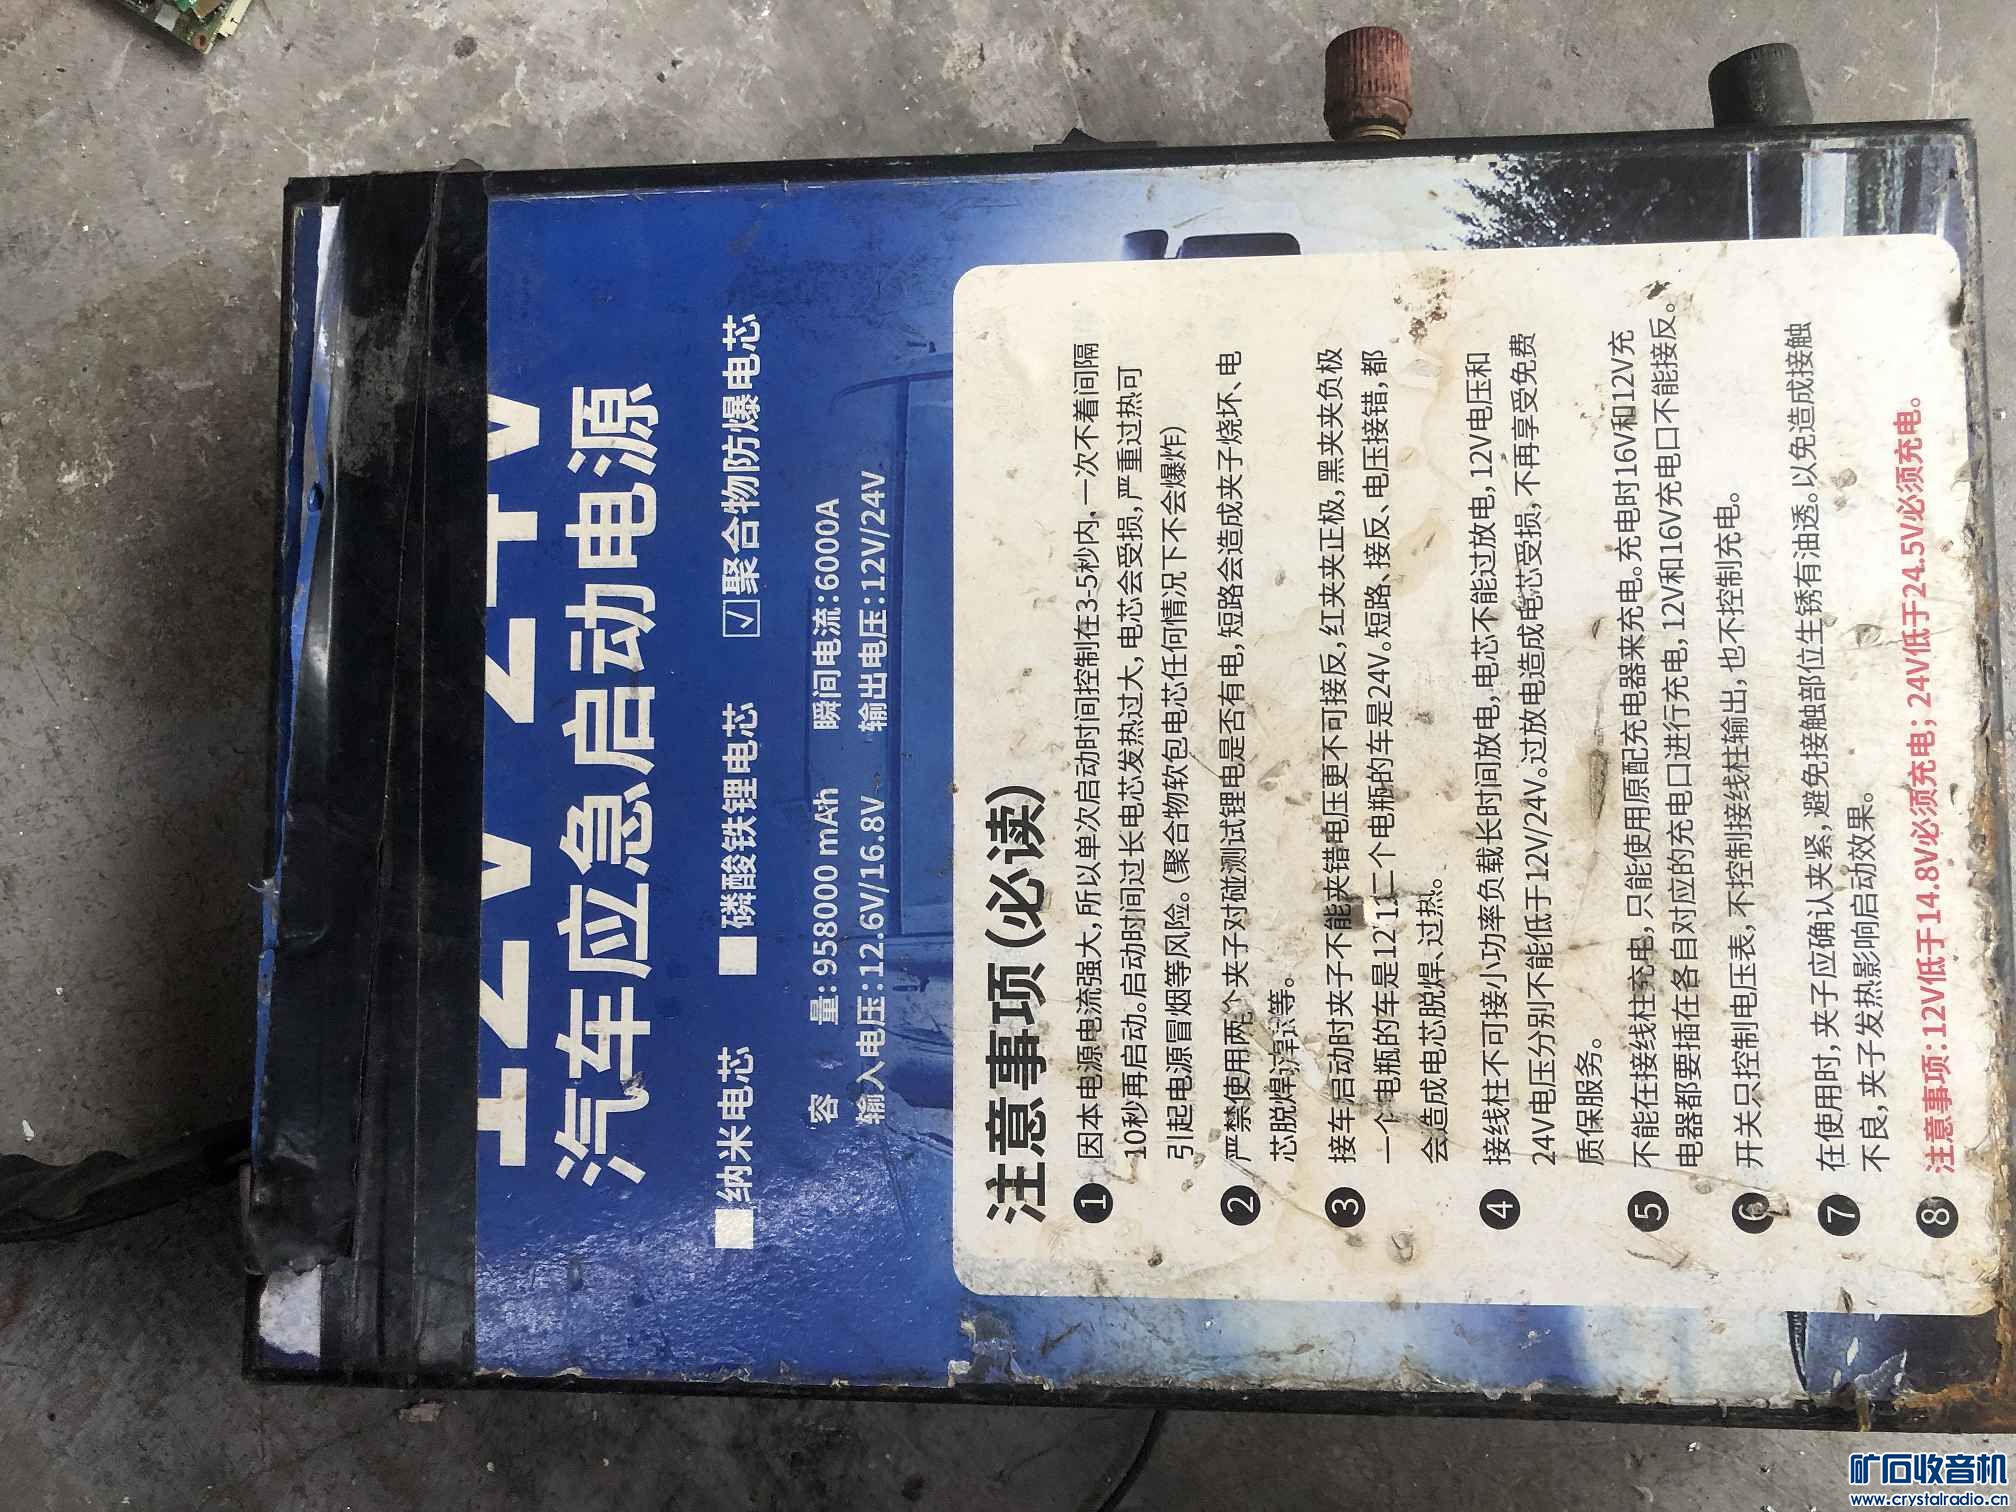 12V 24V
汽车应急启动电源
■纳米电芯 ■磷酸铁锂电芯 ☑聚合物防爆电芯
容 量:958000 mAh 瞬间电流:6000A
输入电压:12.6V/16.8V 输出电压:12V/24V
注意事项(必读)
1 因本电源电流强大,所以单次启动时间控制在3-5秒内,一次不着间隔
10秒再启动。启动时间过长电芯发热过大,电芯会受损,严重过热可
引起电源冒烟等风险。(聚合物软包电芯任何情况下不会爆炸)
2 严禁使用两个夹子对碰测试锂电是否有电,短路会造成夹子烧坏、电
芯脱焊等等。
3 接车启动时夹子不能夹错电压更不可接反,红夹夹正极,黑夹夹负极
一个电瓶的车是12 二个电瓶的车是24V。短路、接反、电压接错,都
会造成电芯脱焊、过热。
4 接线柱不可接小功率负载长时间放电,电芯不能过放电,12V电压和
24V电压分别不能低于12V/24V。过放电造成电芯受损,不再享受免费
质保服务。
5 不能在接线柱充电,只能使用原配充电器来充电。充电时16V和12V充
电器都要插在各自对应的充电口进行充电,12V和16V充电口不能接反。
6 开关只控制电压表,不控制接线柱输出,也不控制充电。
7 在使用时,夹子应确认夹紧,避免接触部位生锈有油透。以免造成接触
不良,夹子发热影响启动效果。
8 注意事项:12V低于14.8V必须充电; 24V低于24.5V必须充电。
矿石收音机
www.crystalradio.cn